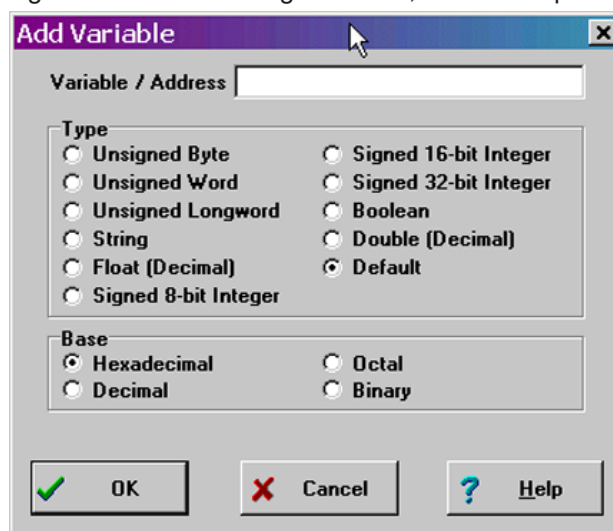 Add Variable
Variable / Address
Type
Unsigned Byte
Signed 16-bit Integer
Unsigned Word
Signed 32-bit Integer
Unsigned Longword
Boolean
String
Double (Decimal)
Float (Decimal)
Default
Signed 8-bit Integer
Base
Hexadecimal
Octal
Decimal
Binary
OK
Cancel
Help